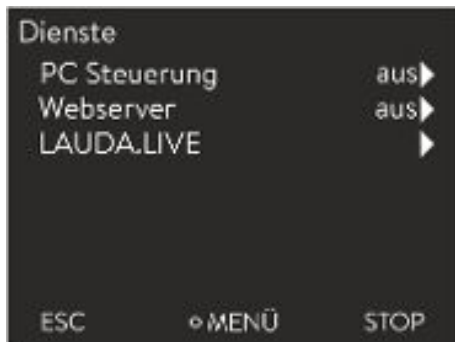 Dienste
PC Steuerung aus
Webserver aus
LAUDA.LIVE
ESC MENÜ STOP